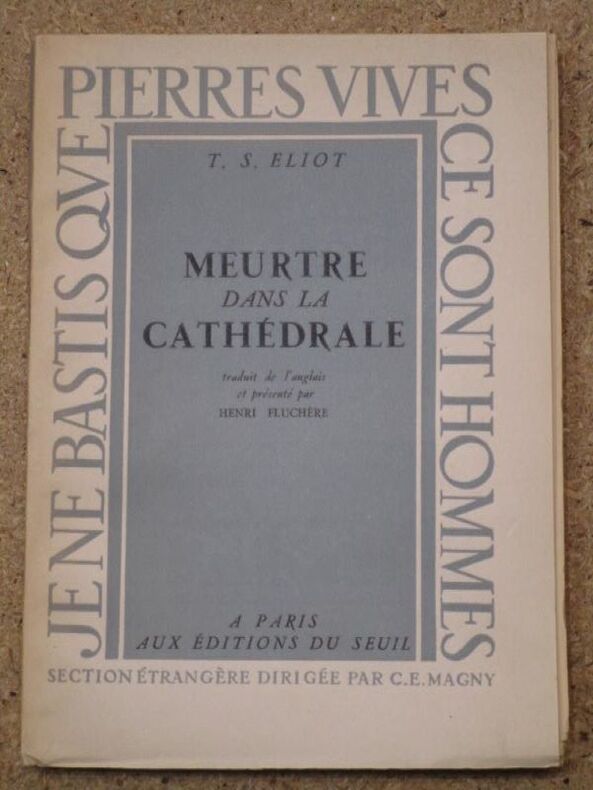 JE NE BASTIS QVE
PIERRES VIVES
CE SONT HOMMES
T. S. ELIOT
MEURTRE
DANS LA
CATHÉDRALE
traduit de l'anglais
et présenté par
HENRI FLUCHÈRE
A PARIS
AUX ÉDITIONS DU SEUIL
SECTION ÉTRANGÈRE DIRIGÉE PAR C.E. MAGNY